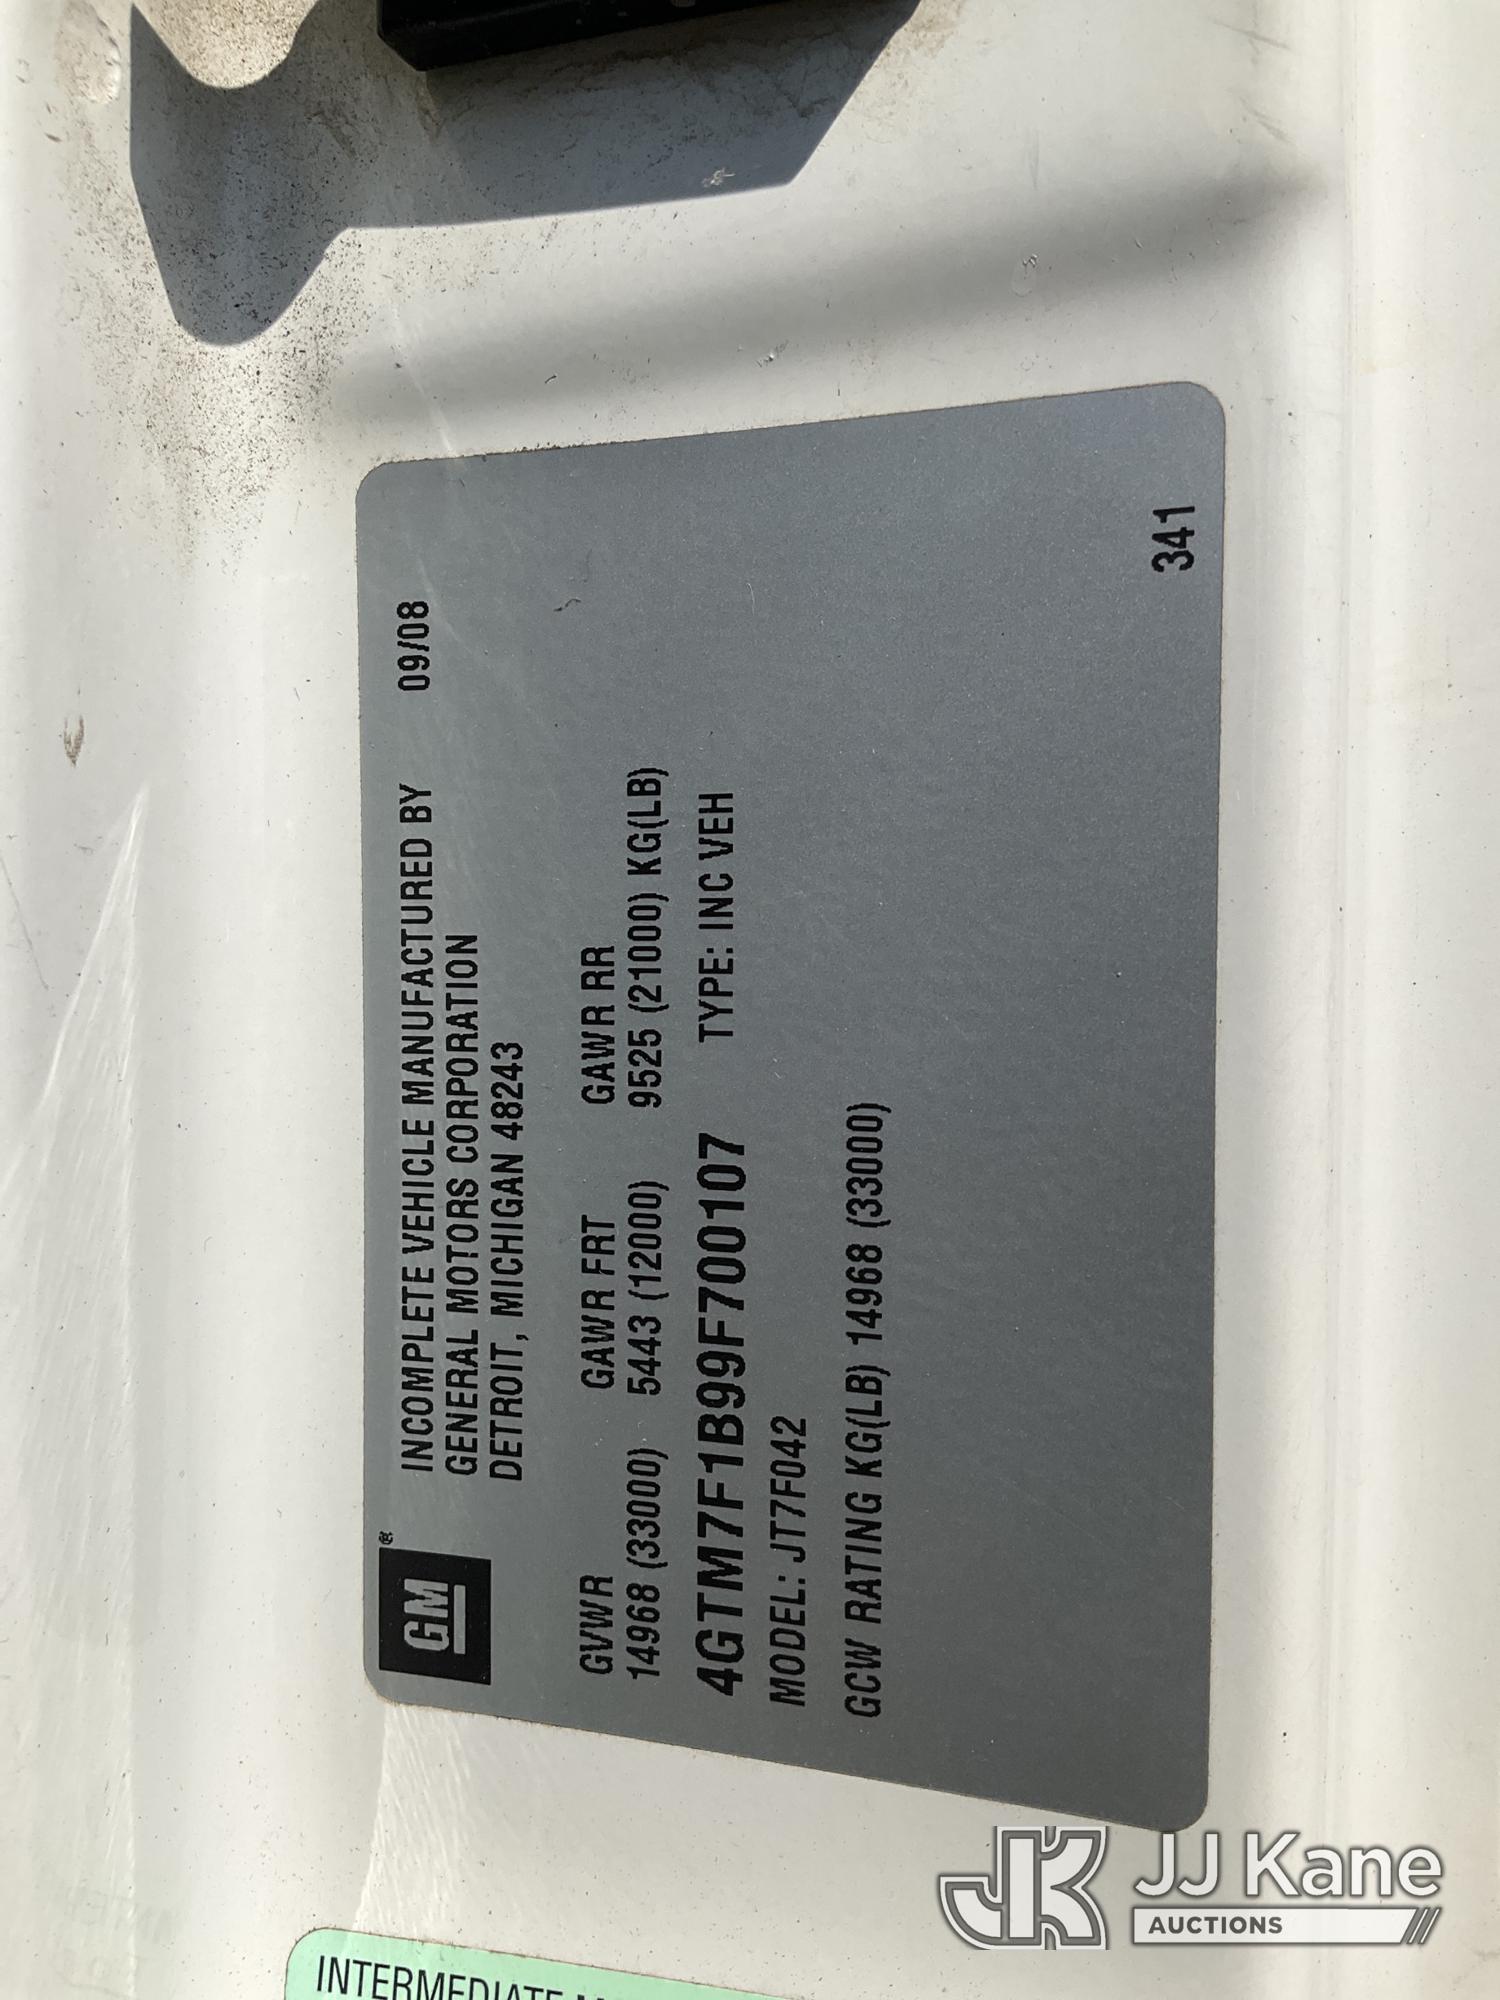 GM®
INCOMPLETE VEHICLE MANUFACTURED BY 09/08
GENERAL MOTORS CORPORATION
DETROIT, MICHIGAN 48243
GVWR GAWR FRT GAWR RR
14968 (33000) 5443 (12000) 9525 (21000) KG(LB)
4GTM7F1B99F700107 TYPE: INC VEH
MODEL: JT7F042
GCW RATING KG(LB) 14968 (33000)
341
INTERMEDIATE
JK JJ Kane
AUCTIONS